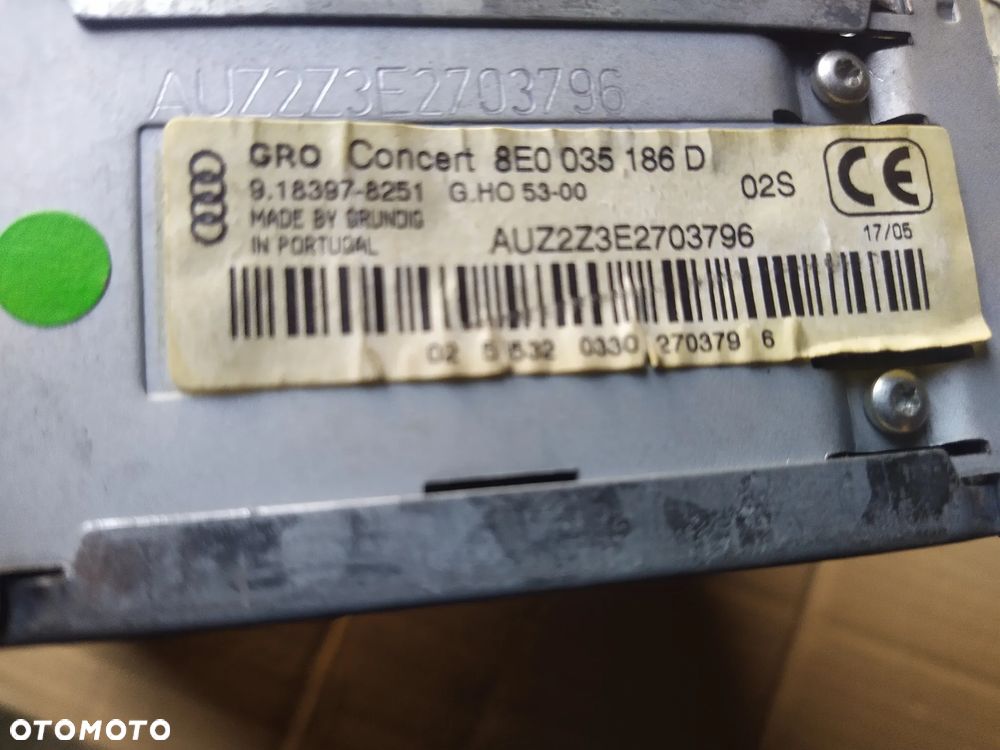 AUZ2Z3E2703796
GRO Concert 8E0 035 186 D
9.18397-8251 G.HO 53-00 02S
CE
MADE BY GRUNDIG
IN PORTUGAL AUZ2Z3E2703796 17/05
02 5 632 0330 270379 6
OTOMOTO